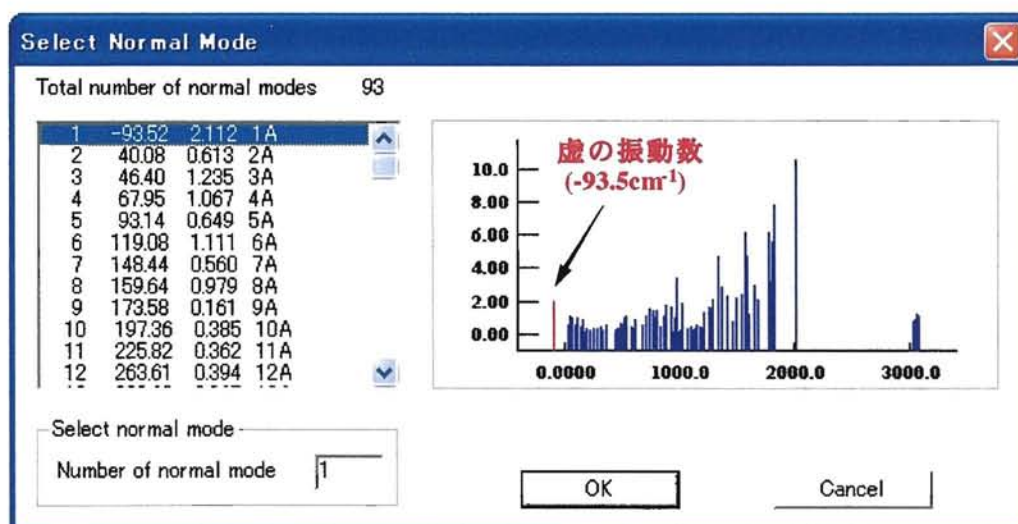 Select Normal Mode
Total number of normal modes 93
1 -93.52 2.112 1A
2 40.08 0.613 2A
3 46.40 1.235 3A
4 67.95 1.067 4A
5 93.14 0.649 5A
6 119.08 1.111 6A
7 148.44 0.560 7A
8 159.64 0.979 8A
9 173.58 0.161 9A
10 197.36 0.385 10A
11 225.82 0.362 11A
12 263.61 0.394 12A
虚の振動数
(-93.5cm⁻¹)
10.0
8.00
6.00
4.00
2.00
0.00
0.0000 1000.0 2000.0 3000.0
Select normal mode
Number of normal mode 1
OK Cancel